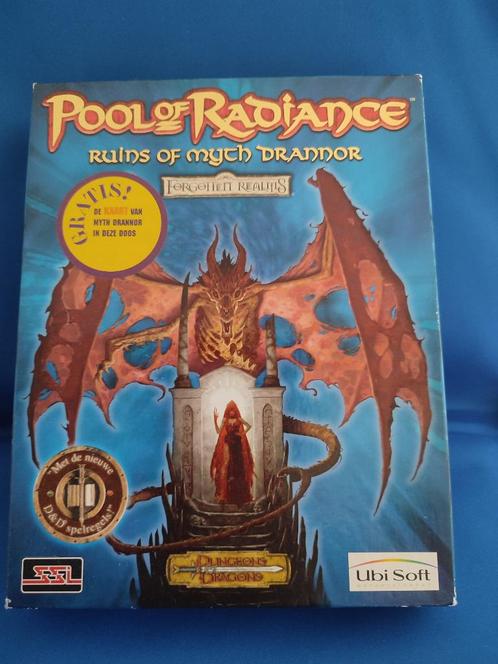 POOL OF RADIANCE
RUINS OF MYTH DRANNOR
FORGOTTEN REALMS
GRATIS!
DE KAART VAN
MYTH DRANNOR
IN DEZE DOOS
"Met de nieuwe
D&D spelregels!"
SSI
DUNGEONS
DRAGONS
Ubi Soft